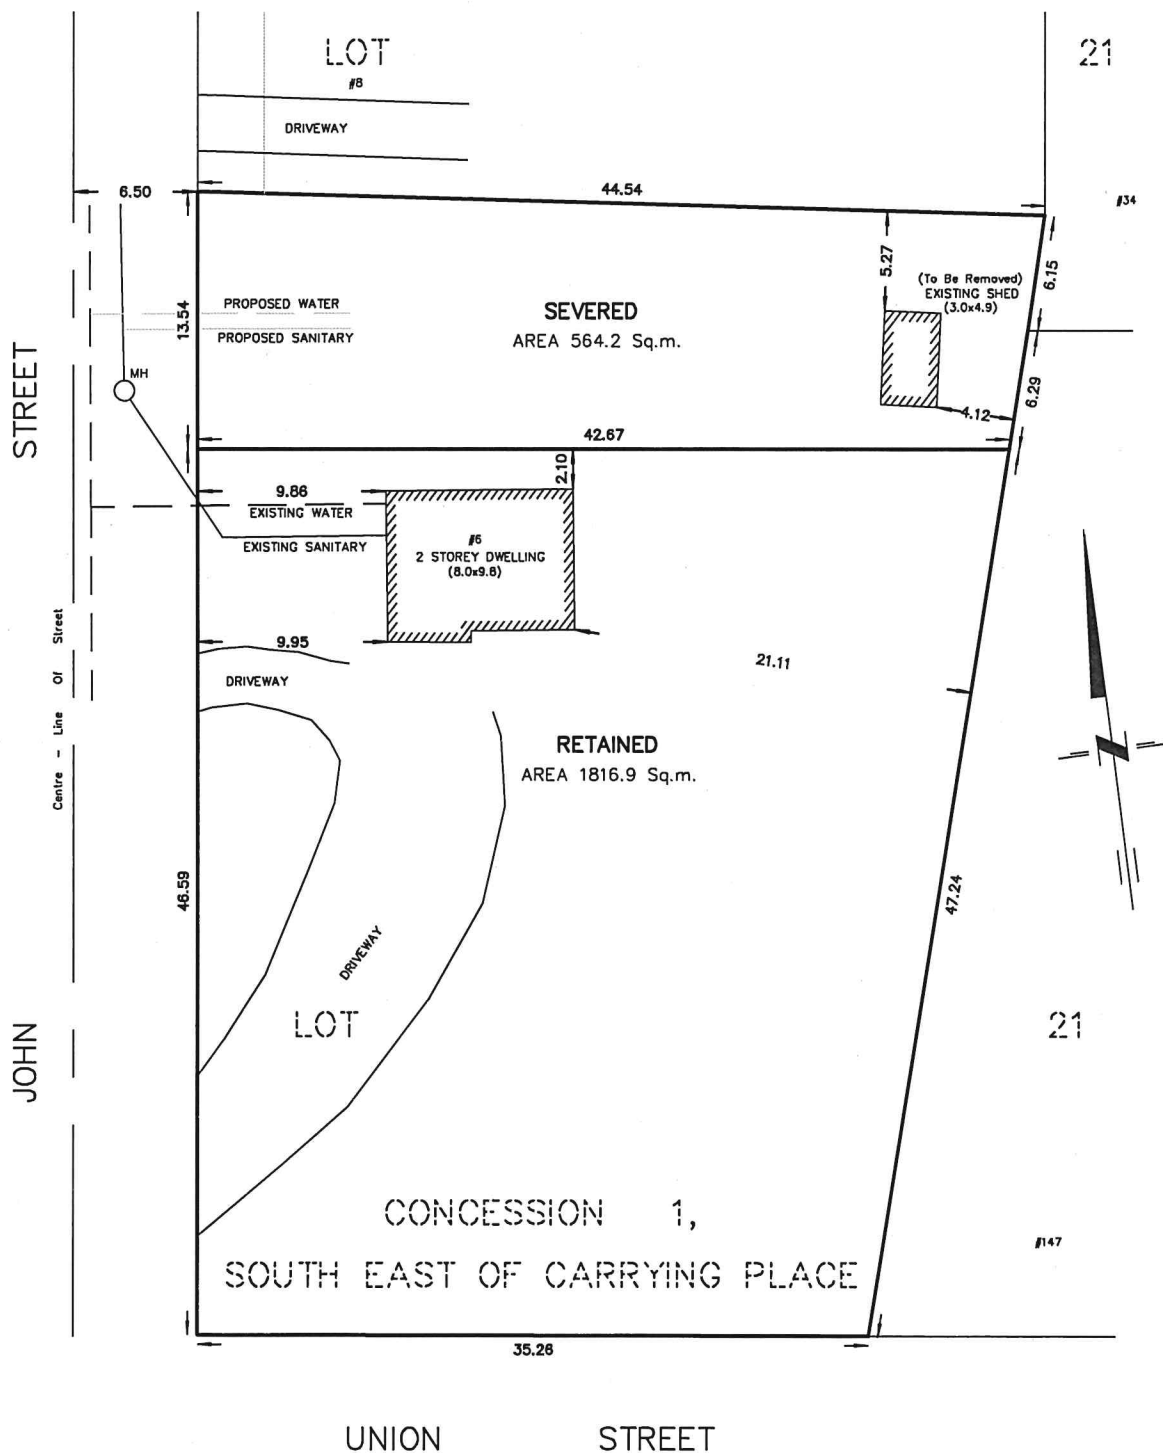 LOT
21
#8
DRIVEWAY
6.50
44.54
#34
5.27
(To Be Removed)
EXISTING SHED
(3.0x4.9)
6.15
13.54
PROPOSED WATER
PROPOSED SANITARY
SEVERED
AREA 564.2 Sq.m.
MH
6.29
4.12
42.67
2.10
9.86
EXISTING WATER
EXISTING SANITARY
#6
2 STOREY DWELLING
(8.0x9.8)
9.95
DRIVEWAY
21.11
RETAINED
AREA 1816.9 Sq.m.
Centre - Line Of Street
JOHN STREET
46.59
47.24
DRIVEWAY
LOT
21
CONCESSION 1,
SOUTH EAST OF CARRYING PLACE
#147
35.26
UNION STREET